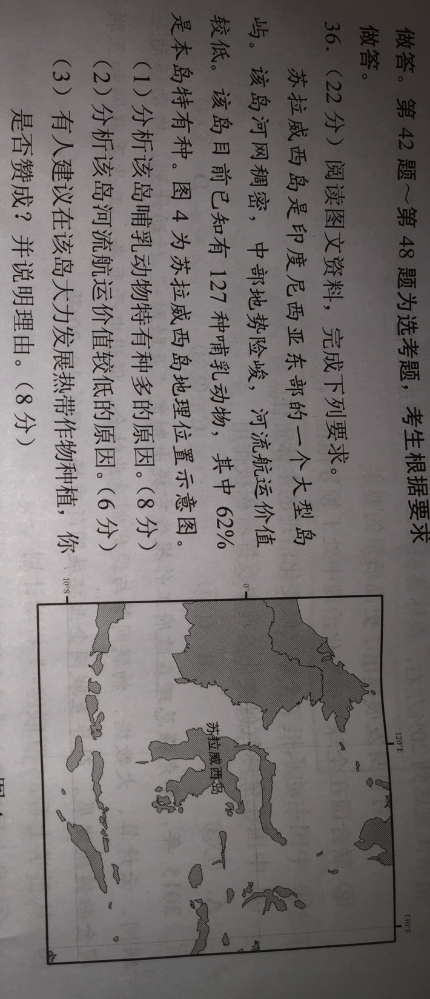 做答。第 42 题～第 48 题为选考题，考生根据要求
做答。
36.（22 分）阅读图文资料，完成下列要求。
苏拉威西岛是印度尼西亚东部的一个大型岛
屿。该岛河网稠密，中部地势险峻，河流航运价值
较低。该岛目前已知有 127 种哺乳动物，其中 62%
是本岛特有种。图 4 为苏拉威西岛地理位置示意图。
（1）分析该岛哺乳动物特有种多的原因。（8 分）
（2）分析该岛河流航运价值较低的原因。（6 分）
（3）有人建议在该岛大力发展热带作物种植，你
是否赞成？并说明理由。（8 分）
120°E
130°E
0°
苏拉威西岛
10°S